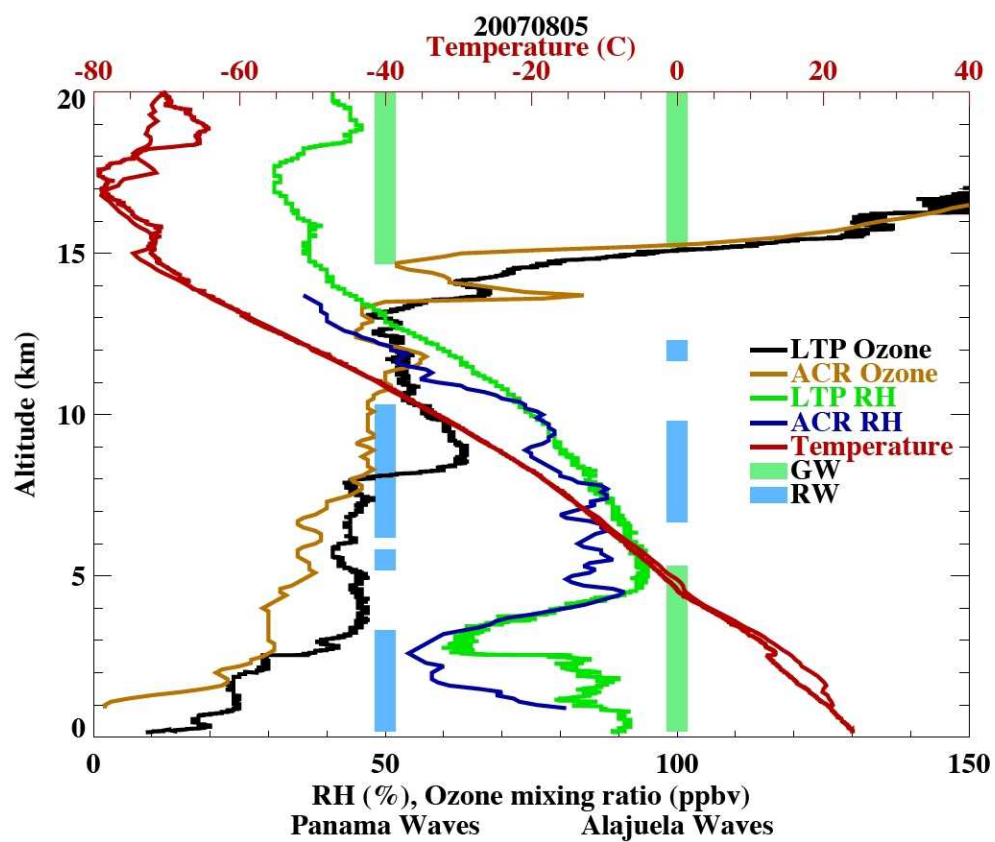 20070805
Temperature (C)
-80 -60 -40 -20 0 20 40
20
15
10
5
0
Altitude (km)
LTP Ozone
ACR Ozone
LTP RH
ACR RH
Temperature
GW
RW
0 50 100 150
RH (%), Ozone mixing ratio (ppbv)
Panama Waves Alajuela Waves